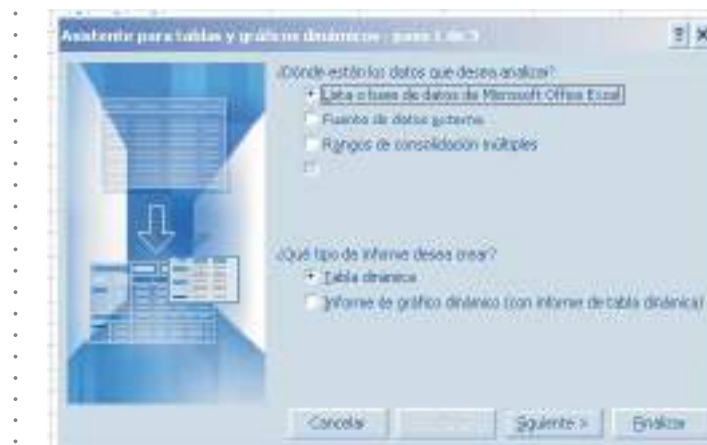 Asistente para tablas y gráficos dinámicos - paso 1 de 3
¿Dónde están los datos que desea analizar?
Lista o base de datos de Microsoft Office Excel
Fuente de datos externa
Rangos de consolidación múltiples
¿Qué tipo de informe desea crear?
Tabla dinámica
Informe de gráfico dinámico (con informe de tabla dinámica)
Cancelar
Siguiente >
Finalizar